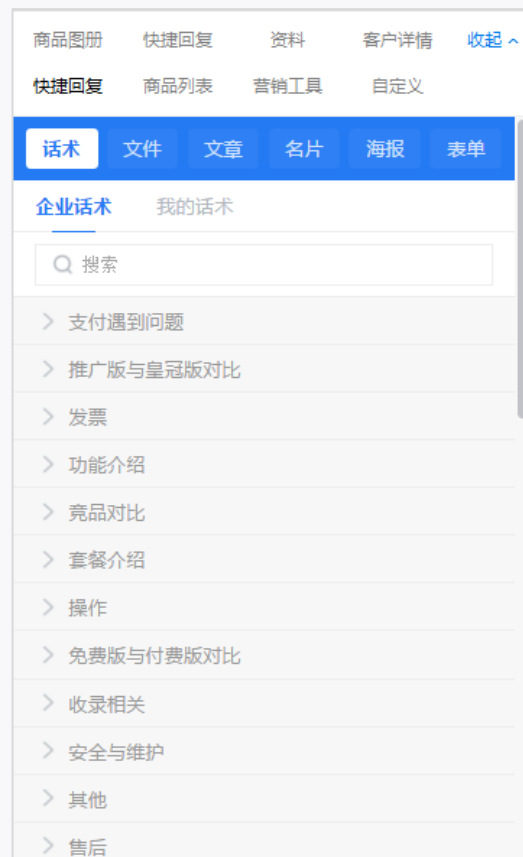 商品图册 快捷回复 资料 客户详情 收起
快捷回复 商品列表 营销工具 自定义
话术 文件 文章 名片 海报 表单
企业话术 我的话术
搜索
支付遇到问题
推广版与皇冠版对比
发票
功能介绍
竞品对比
套餐介绍
操作
免费版与付费版对比
收录相关
安全与维护
其他
售后